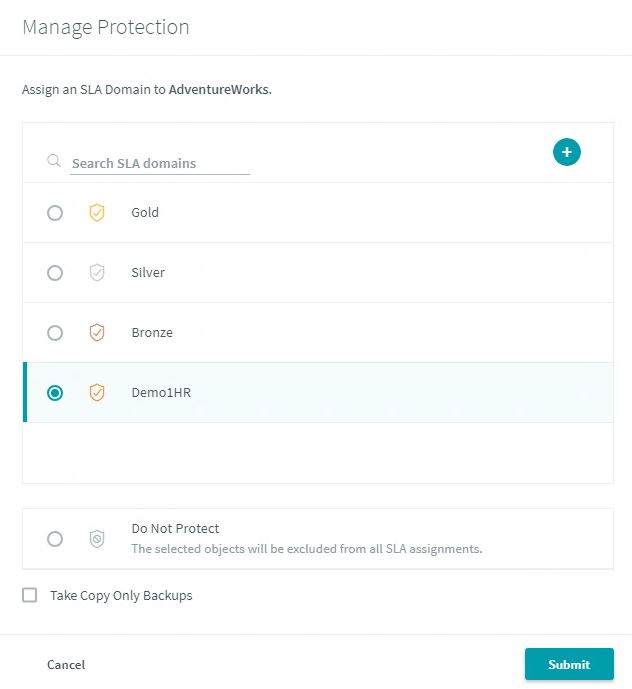 Manage Protection
Assign an SLA Domain to AdventureWorks.
Search SLA domains
+
Gold
Silver
Bronze
Demo1HR
Do Not Protect
The selected objects will be excluded from all SLA assignments.
Take Copy Only Backups
Cancel
Submit